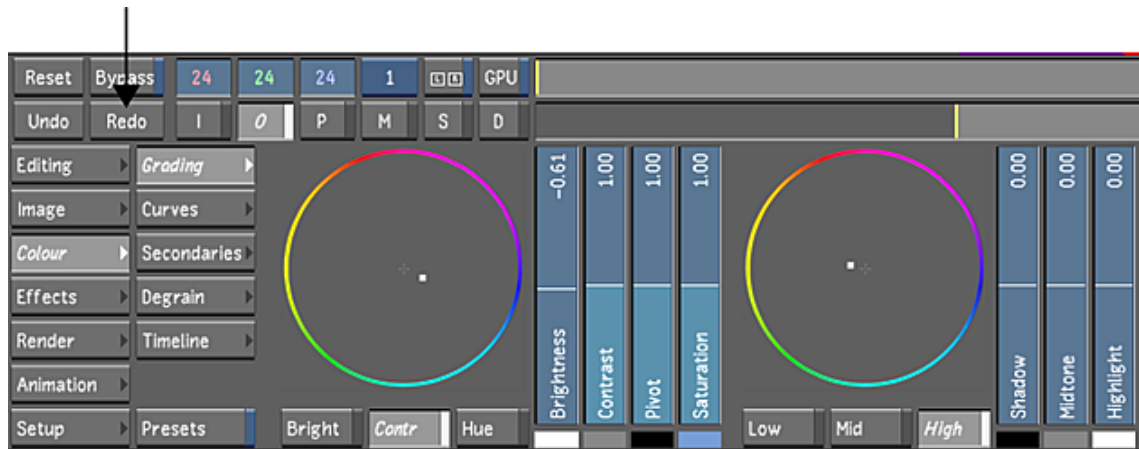 Reset Bypass 24 24 24 1 L R GPU
Undo Redo I O P M S D
Editing Grading
Image Curves
Colour Secondaries
Effects Degrain
Render Timeline
Animation
Setup Presets
Bright Contr Hue
-0.61 1.00 1.00 1.00
Brightness Contrast Pivot Saturation
Low Mid High
0.00 0.00 0.00
Shadow Midtone Highlight